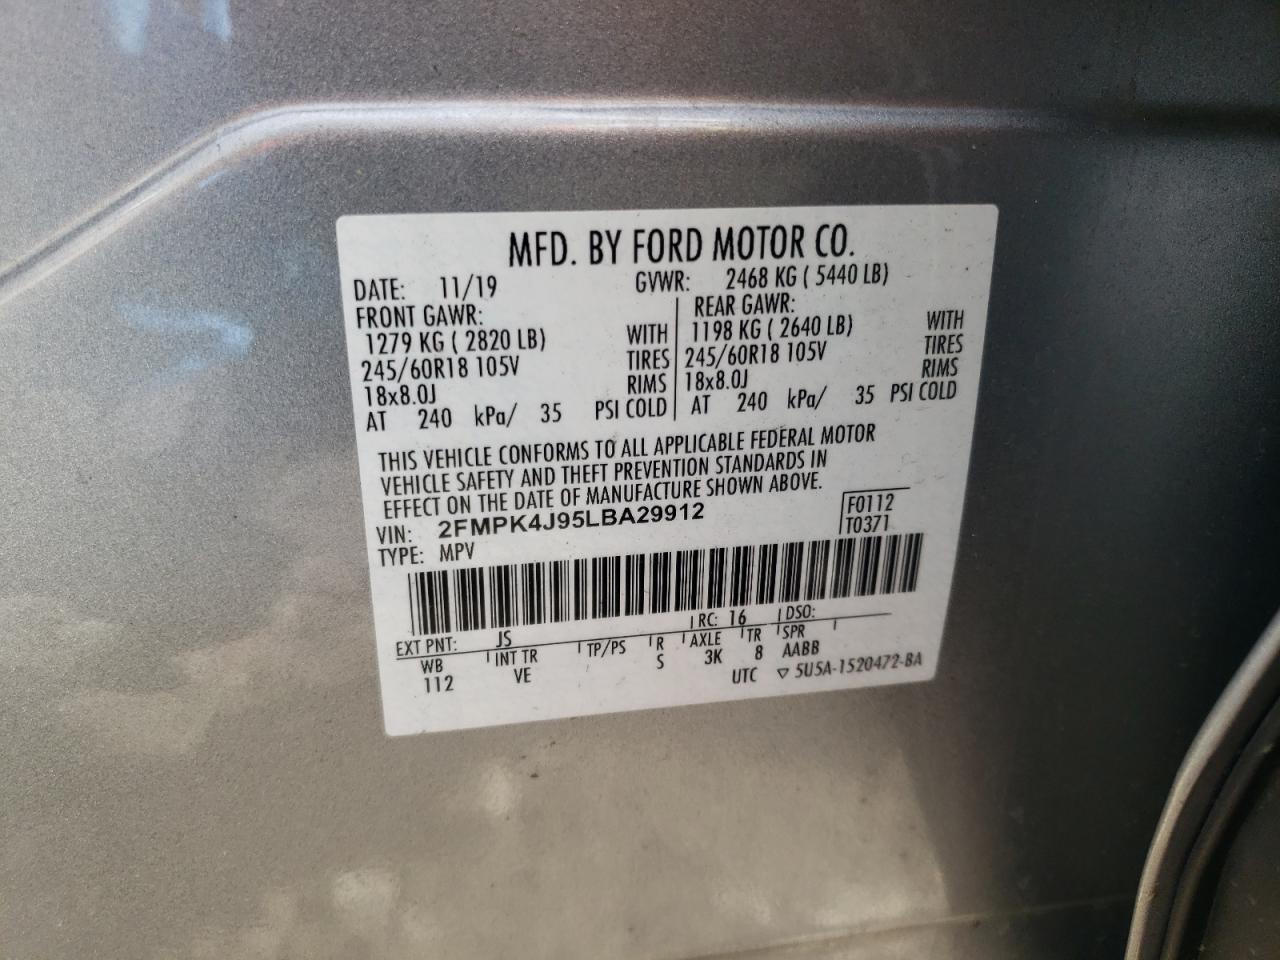 MFD. BY FORD MOTOR CO.
DATE: 11/19 GVWR: 2468 KG ( 5440 LB)
FRONT GAWR: REAR GAWR:
1279 KG ( 2820 LB) WITH 1198 KG ( 2640 LB) WITH
245/60R18 105V TIRES 245/60R18 105V TIRES
18x8.0J RIMS 18x8.0J RIMS
AT 240 kPa/ 35 PSI COLD AT 240 kPa/ 35 PSI COLD
THIS VEHICLE CONFORMS TO ALL APPLICABLE FEDERAL MOTOR
VEHICLE SAFETY AND THEFT PREVENTION STANDARDS IN
EFFECT ON THE DATE OF MANUFACTURE SHOWN ABOVE.
VIN: 2FMPK4J95LBA29912 F0112
TYPE: MPV T0371
EXT PNT: JS RC: 16 DSO:
WB INT TR TP/PS R AXLE TR SPR
112 VE S 3K 8 AABB
UTC ▽ 5U5A-1520472-BA